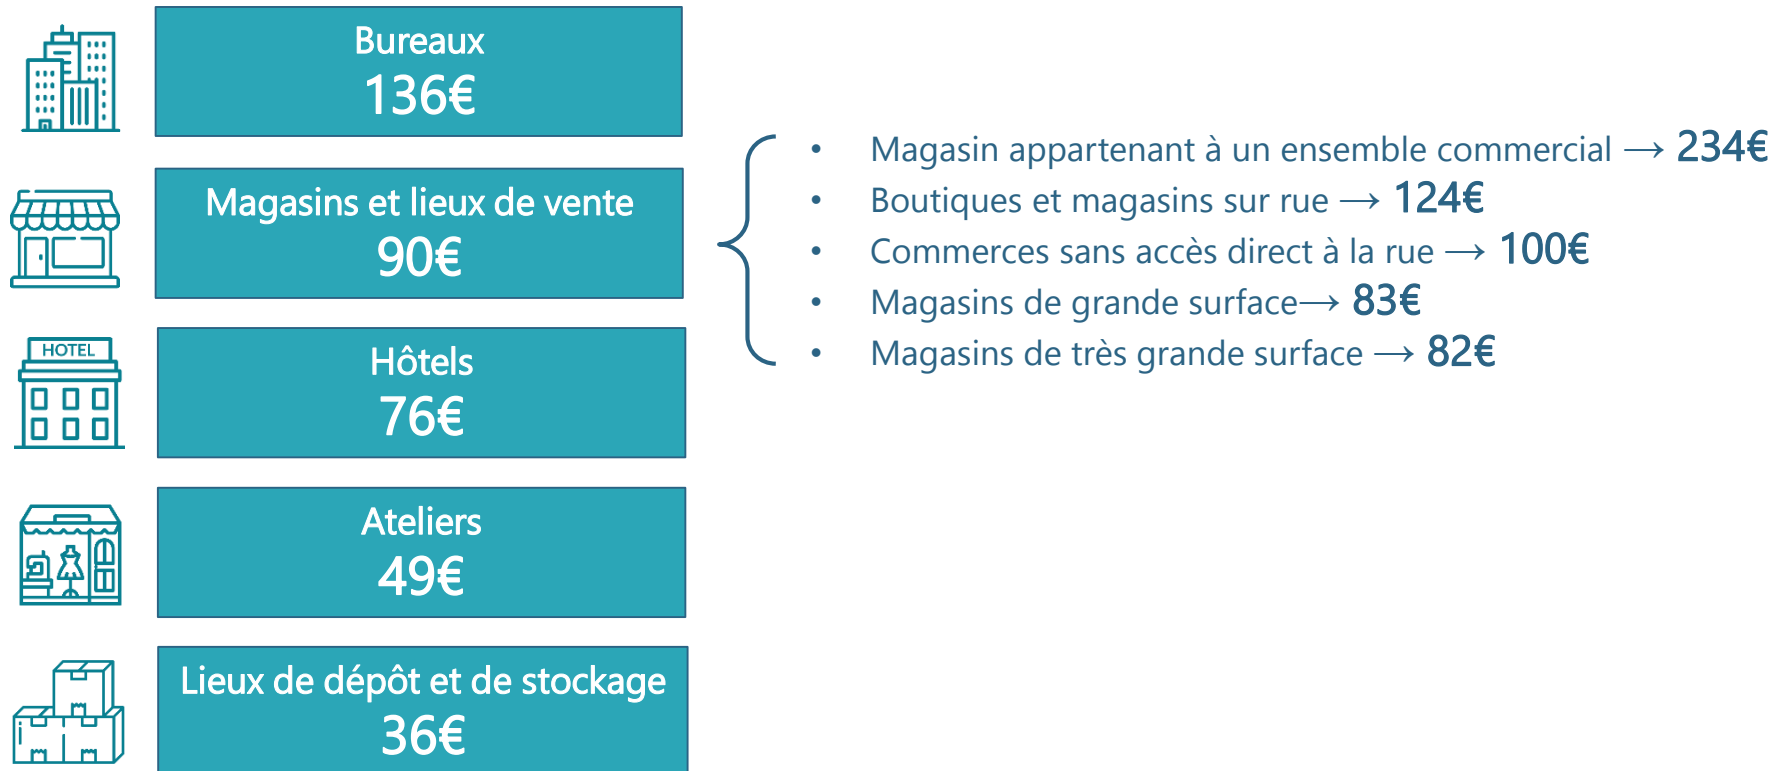 Bureaux
136€
Magasins et lieux de vente
90€
• Magasin appartenant à un ensemble commercial → 234€
• Boutiques et magasins sur rue → 124€
• Commerces sans accès direct à la rue → 100€
• Magasins de grande surface→ 83€
• Magasins de très grande surface → 82€
HOTEL
Hôtels
76€
Ateliers
49€
Lieux de dépôt et de stockage
36€